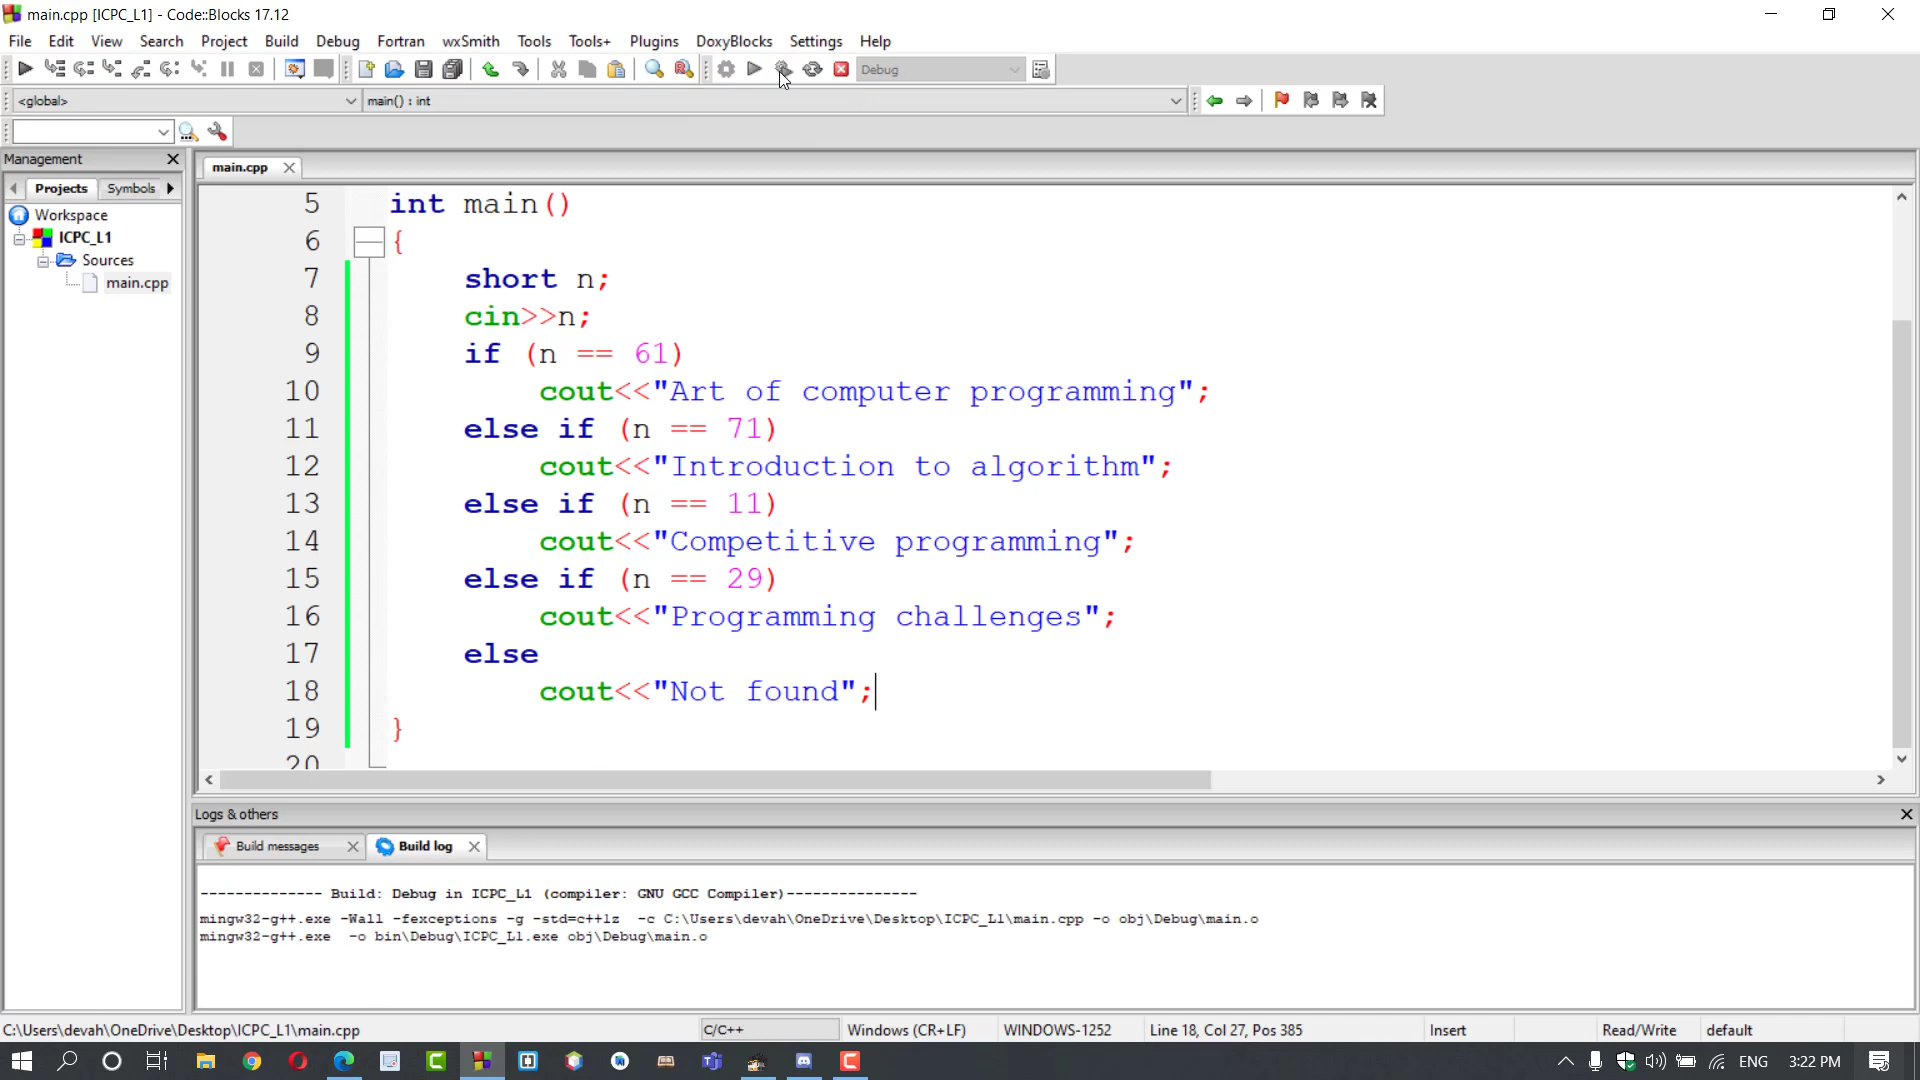 main.cpp [ICPC_L1] - Code::Blocks 17.12
File Edit View Search Project Build Debug Fortran wxSmith Tools Tools+ Plugins DoxyBlocks Settings Help
Debug
<global> main() : int
Management
main.cpp
Projects Symbols
Workspace
ICPC_L1
Sources
main.cpp
5 int main()
6 {
7 short n;
8 cin>>n;
9 if (n == 61)
10 cout<<"Art of computer programming";
11 else if (n == 71)
12 cout<<"Introduction to algorithm";
13 else if (n == 11)
14 cout<<"Competitive programming";
15 else if (n == 29)
16 cout<<"Programming challenges";
17 else
18 cout<<"Not found";
19 }
20
Logs & others
Build messages Build log
-------------- Build: Debug in ICPC_L1 (compiler: GNU GCC Compiler)---------------
mingw32-g++.exe -Wall -fexceptions -g -std=c++1z -c C:\Users\devah\OneDrive\Desktop\ICPC_L1\main.cpp -o obj\Debug\main.o
mingw32-g++.exe -o bin\Debug\ICPC_L1.exe obj\Debug\main.o
C:\Users\devah\OneDrive\Desktop\ICPC_L1\main.cpp C/C++ Windows (CR+LF) WINDOWS-1252 Line 18, Col 27, Pos 385 Insert Read/Write default
ENG 3:22 PM